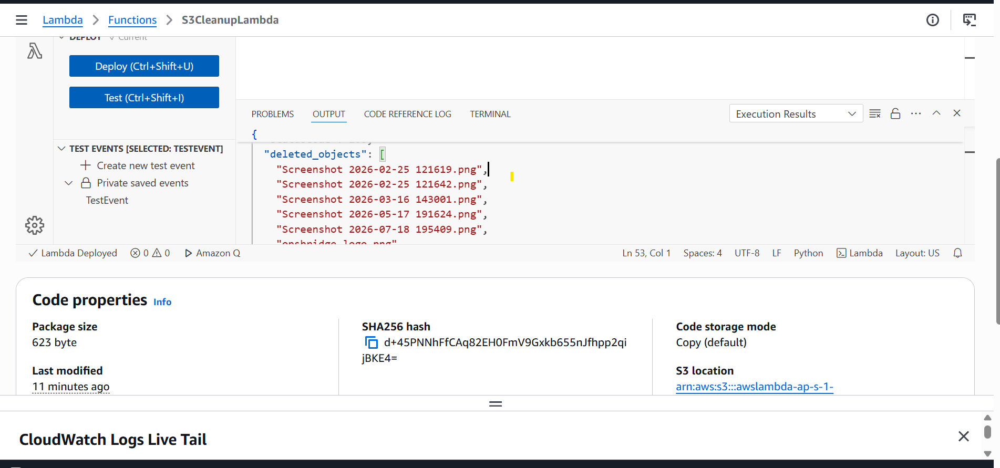 Lambda > Functions > S3CleanupLambda
DEPLOY ✓ Current
Deploy (Ctrl+Shift+U)
Test (Ctrl+Shift+I)
TEST EVENTS [SELECTED: TESTEVENT]
Create new test event
Private saved events
TestEvent
PROBLEMS OUTPUT CODE REFERENCE LOG TERMINAL
Execution Results
{
"deleted_objects": [
"Screenshot 2026-02-25 121619.png",
"Screenshot 2026-02-25 121642.png",
"Screenshot 2026-03-16 143001.png",
"Screenshot 2026-05-17 191624.png",
"Screenshot 2026-07-18 195409.png",
Lambda Deployed 0 0 Amazon Q
Ln 53, Col 1 Spaces: 4 UTF-8 LF Python Lambda Layout: US
Code properties Info
Package size
623 byte
Last modified
11 minutes ago
SHA256 hash
d+45PNNhFfCAq82EH0FmV9Gxkb655nJfhpp2qi
jBKE4=
Code storage mode
Copy (default)
S3 location
arn:aws:s3:::awslambda-ap-s-1-
CloudWatch Logs Live Tail